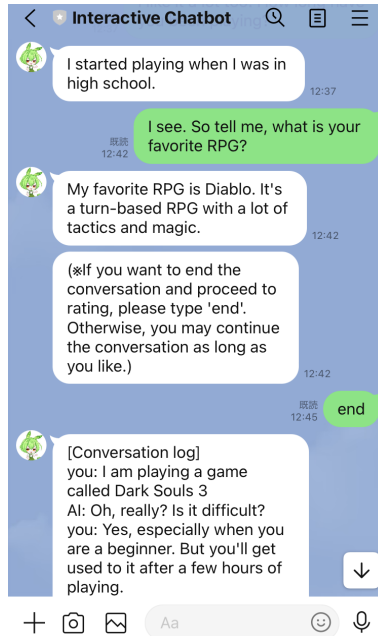 Interactive Chatbot
I started playing when I was in
high school.
12:37
I see. So tell me, what is your
favorite RPG?
既読
12:42
My favorite RPG is Diablo. It's
a turn-based RPG with a lot of
tactics and magic.
12:42
(※If you want to end the
conversation and proceed to
rating, please type 'end'.
Otherwise, you may continue
the conversation as long as
you like.)
12:42
既読
12:45
end
[Conversation log]
you: I am playing a game
called Dark Souls 3
AI: Oh, really? Is it difficult?
you: Yes, especially when you
are a beginner. But you'll get
used to it after a few hours of
playing.
Aa